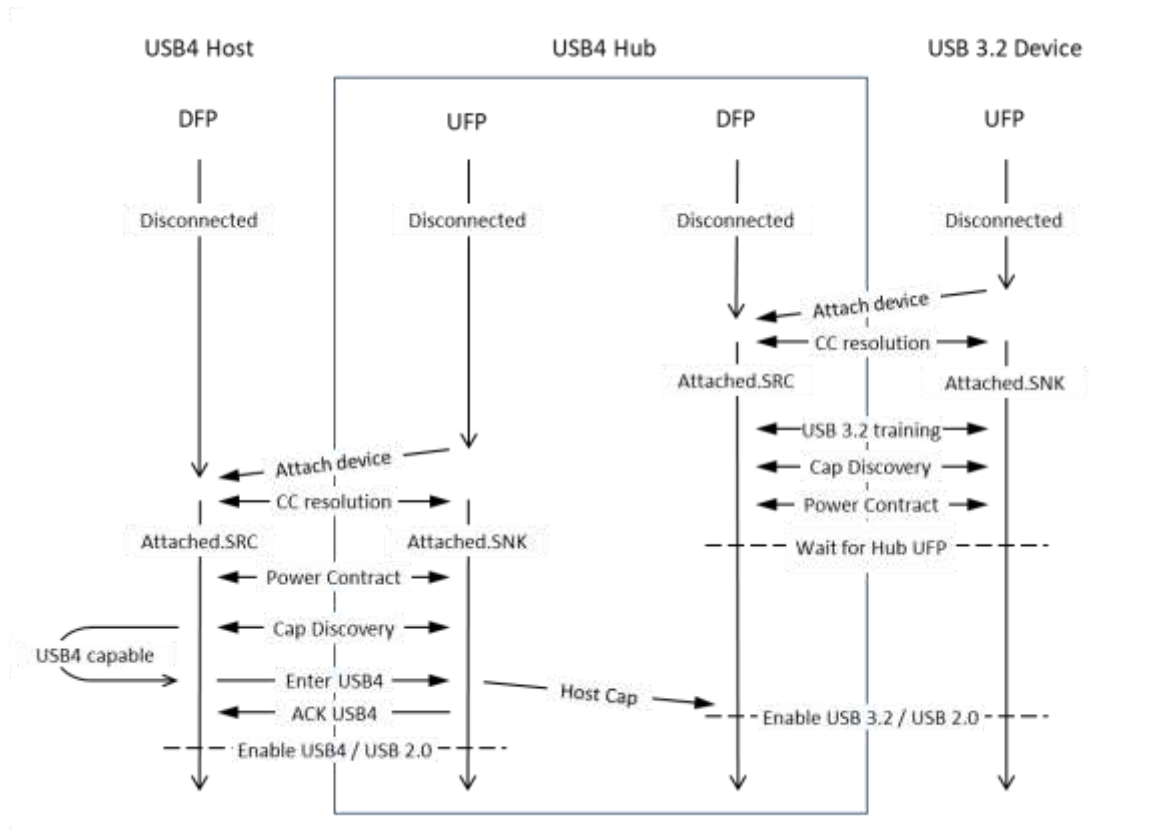 USB4 Host
USB4 Hub
USB 3.2 Device
DFP
UFP
DFP
UFP
Disconnected
Disconnected
Disconnected
Disconnected
Attach device
CC resolution
Attached.SRC
Attached.SNK
USB 3.2 training
Cap Discovery
Power Contract
Wait for Hub UFP
Attach device
CC resolution
Attached.SRC
Attached.SNK
Power Contract
Cap Discovery
USB4 capable
Enter USB4
Host Cap
ACK USB4
Enable USB 3.2 / USB 2.0
Enable USB4 / USB 2.0